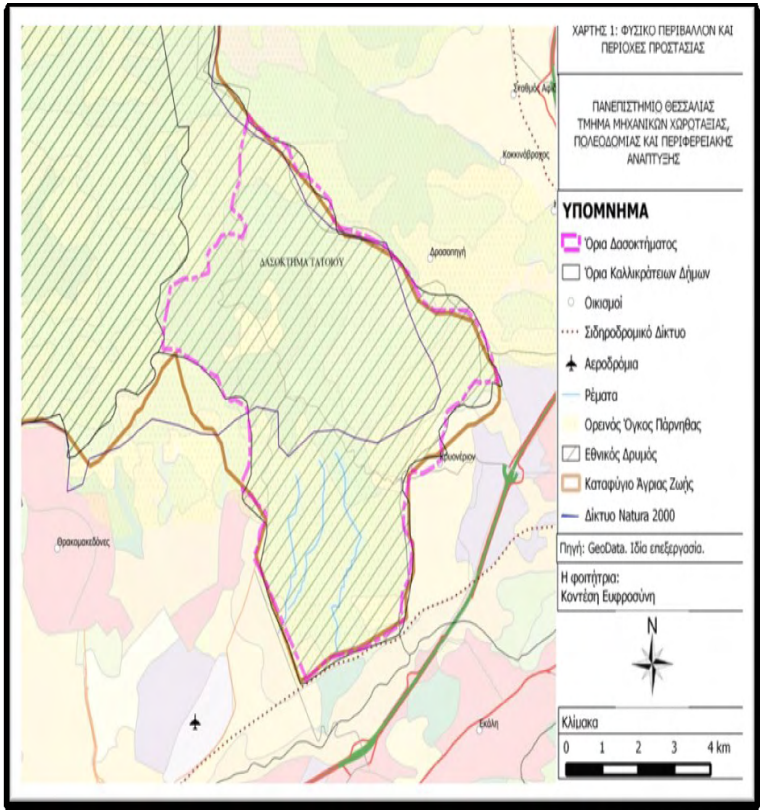 ΧΑΡΤΗΣ 1: ΦΥΣΙΚΟ ΠΕΡΙΒΑΛΛΟΝ ΚΑΙ
ΠΕΡΙΟΧΕΣ ΠΡΟΣΤΑΣΙΑΣ
ΠΑΝΕΠΙΣΤΗΜΙΟ ΘΕΣΣΑΛΙΑΣ
ΤΜΗΜΑ ΜΗΧΑΝΙΚΩΝ ΧΩΡΟΤΑΞΙΑΣ,
ΠΟΛΕΟΔΟΜΙΑΣ ΚΑΙ ΠΕΡΙΦΕΡΕΙΑΚΗΣ
ΑΝΑΠΤΥΞΗΣ
ΥΠΟΜΝΗΜΑ
Όρια Δασοκτήματος
Όρια Καλλικράτειων Δήμων
Οικισμοί
Σιδηροδρομικό Δίκτυο
Αεροδρόμια
Ρέματα
Ορεινός Όγκος Πάρνηθας
Εθνικός Δρυμός
Καταφύγιο Άγριας Ζωής
Δίκτυο Natura 2000
Πηγή: GeoData. Ιδία επεξεργασία.
Η φοιτήτρια:
Κοντέση Ευφροσύνη
N
Κλίμακα
0 1 2 3 4 km
Σταθμός
Κοκκινόβραχος
Δροσοπηγή
ΔΑΣΟΚΤΗΜΑ ΤΑΤΟΙΟΥ
Κρυονέριον
Θρακομακεδόνες
Εκάλη